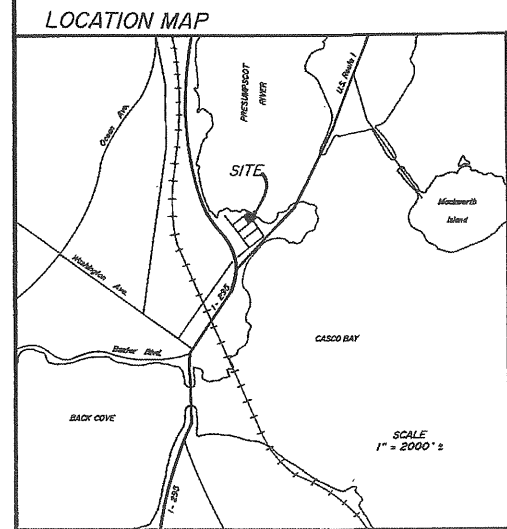 LOCATION MAP
U.S. Route 1
PRESUMPSCOT
RIVER
Ocean Ave.
SITE
Mackworth
Island
Washington Ave.
I-295
CASCO BAY
Baxter Blvd.
BACK COVE
SCALE
1" = 2000' ±
I-295